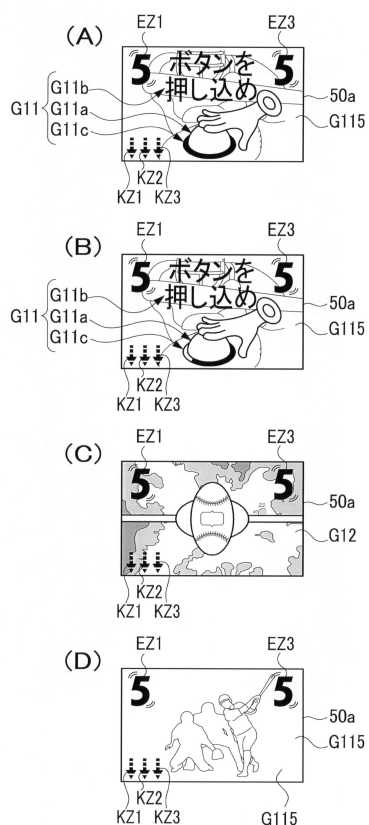 (A)
EZ1 EZ3
5 ボタンを 5
押し込め
G11 G11b
G11a
G11c
50a
G115
KZ1 KZ2 KZ3
(B)
EZ1 EZ3
5 ボタンを 5
押し込め
G11 G11b
G11a
G11c
50a
G115
KZ1 KZ2 KZ3
(C)
EZ1 EZ3
5 5
50a
G12
KZ1 KZ2 KZ3
(D)
EZ1 EZ3
5 5
50a
G115
KZ1 KZ2 KZ3
G115